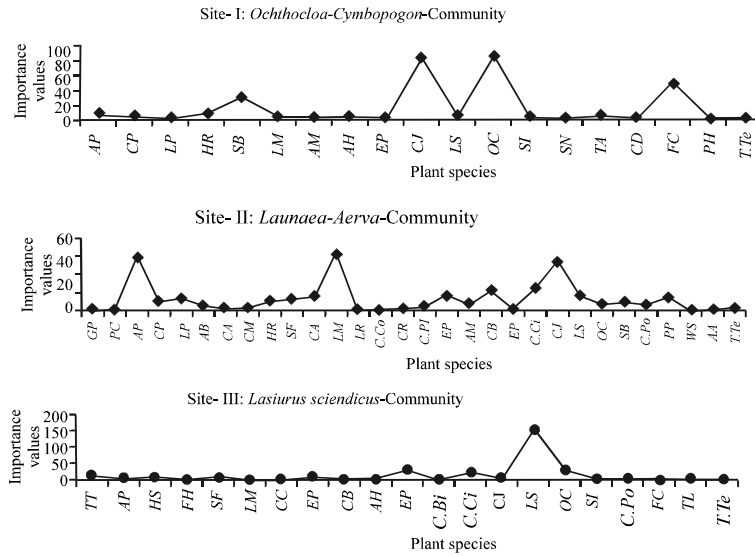 Site- I: Ochthocloa-Cymbopogon-Community
Importance values
100
80
60
40
20
0
AP CP LP HR SB LM AM AH EP CJ LS OC SI SN TA CD FC PH T.Te
Plant species
Site- II: Launaea-Aerva-Community
Importance values
60
40
20
0
GP PC AP CP LP AB CA CM HR SF CA LM LR C.Co CR C.PI EP AM CB EP C.Ci CJ LS OC SB C.Po PP WS AA T.Te
Plant species
Site- III: Lasiurus sciendicus-Community
Importance values
200
150
100
50
0
TT AP HS FH SF LM CC EP CB AH EP C.Bi C.Ci CJ LS OC SI C.Po FC TL T.Te
Plant species